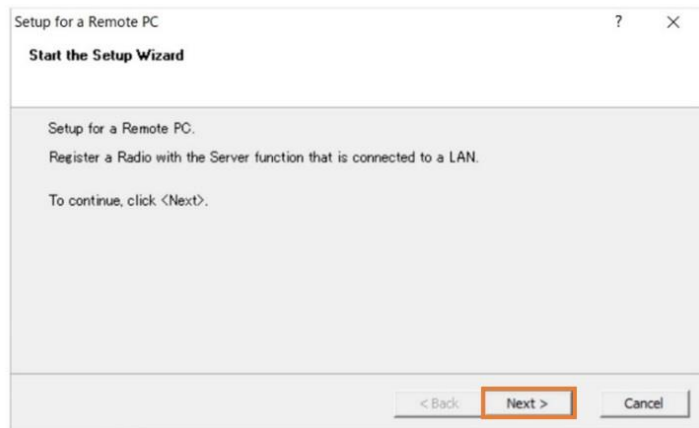 Setup for a Remote PC ? ×
Start the Setup Wizard
Setup for a Remote PC.
Register a Radio with the Server function that is connected to a LAN.
To continue, click <Next>.
< Back Next > Cancel